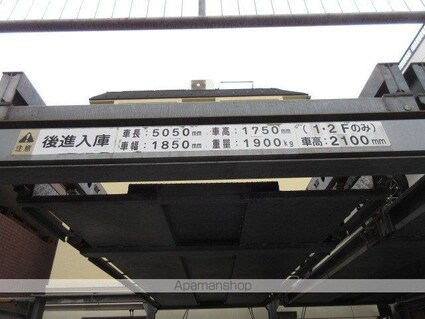 注意 後進入庫 車長:5050mm 車高:1750mm (1・2Fのみ)
車幅:1850mm 重量:1900kg 車高:2100mm
Apamanshop